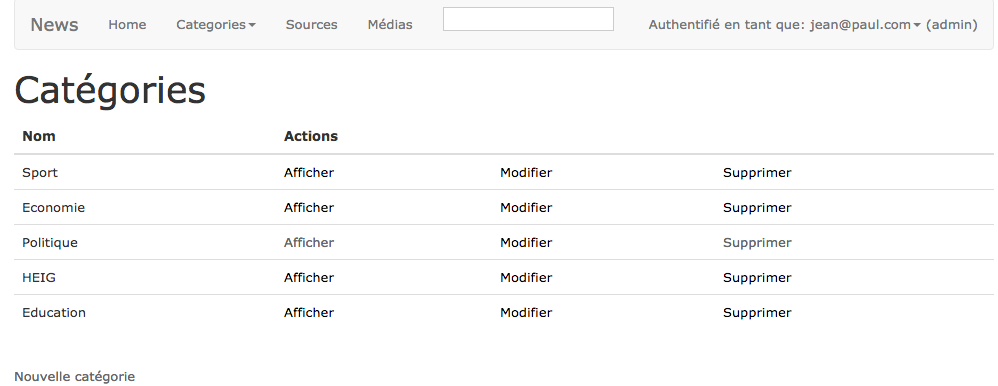 News Home Categories Sources Médias Authentifié en tant que: jean@paul.com (admin)
Catégories
Nom Actions
Sport Afficher Modifier Supprimer
Economie Afficher Modifier Supprimer
Politique Afficher Modifier Supprimer
HEIG Afficher Modifier Supprimer
Education Afficher Modifier Supprimer
Nouvelle catégorie